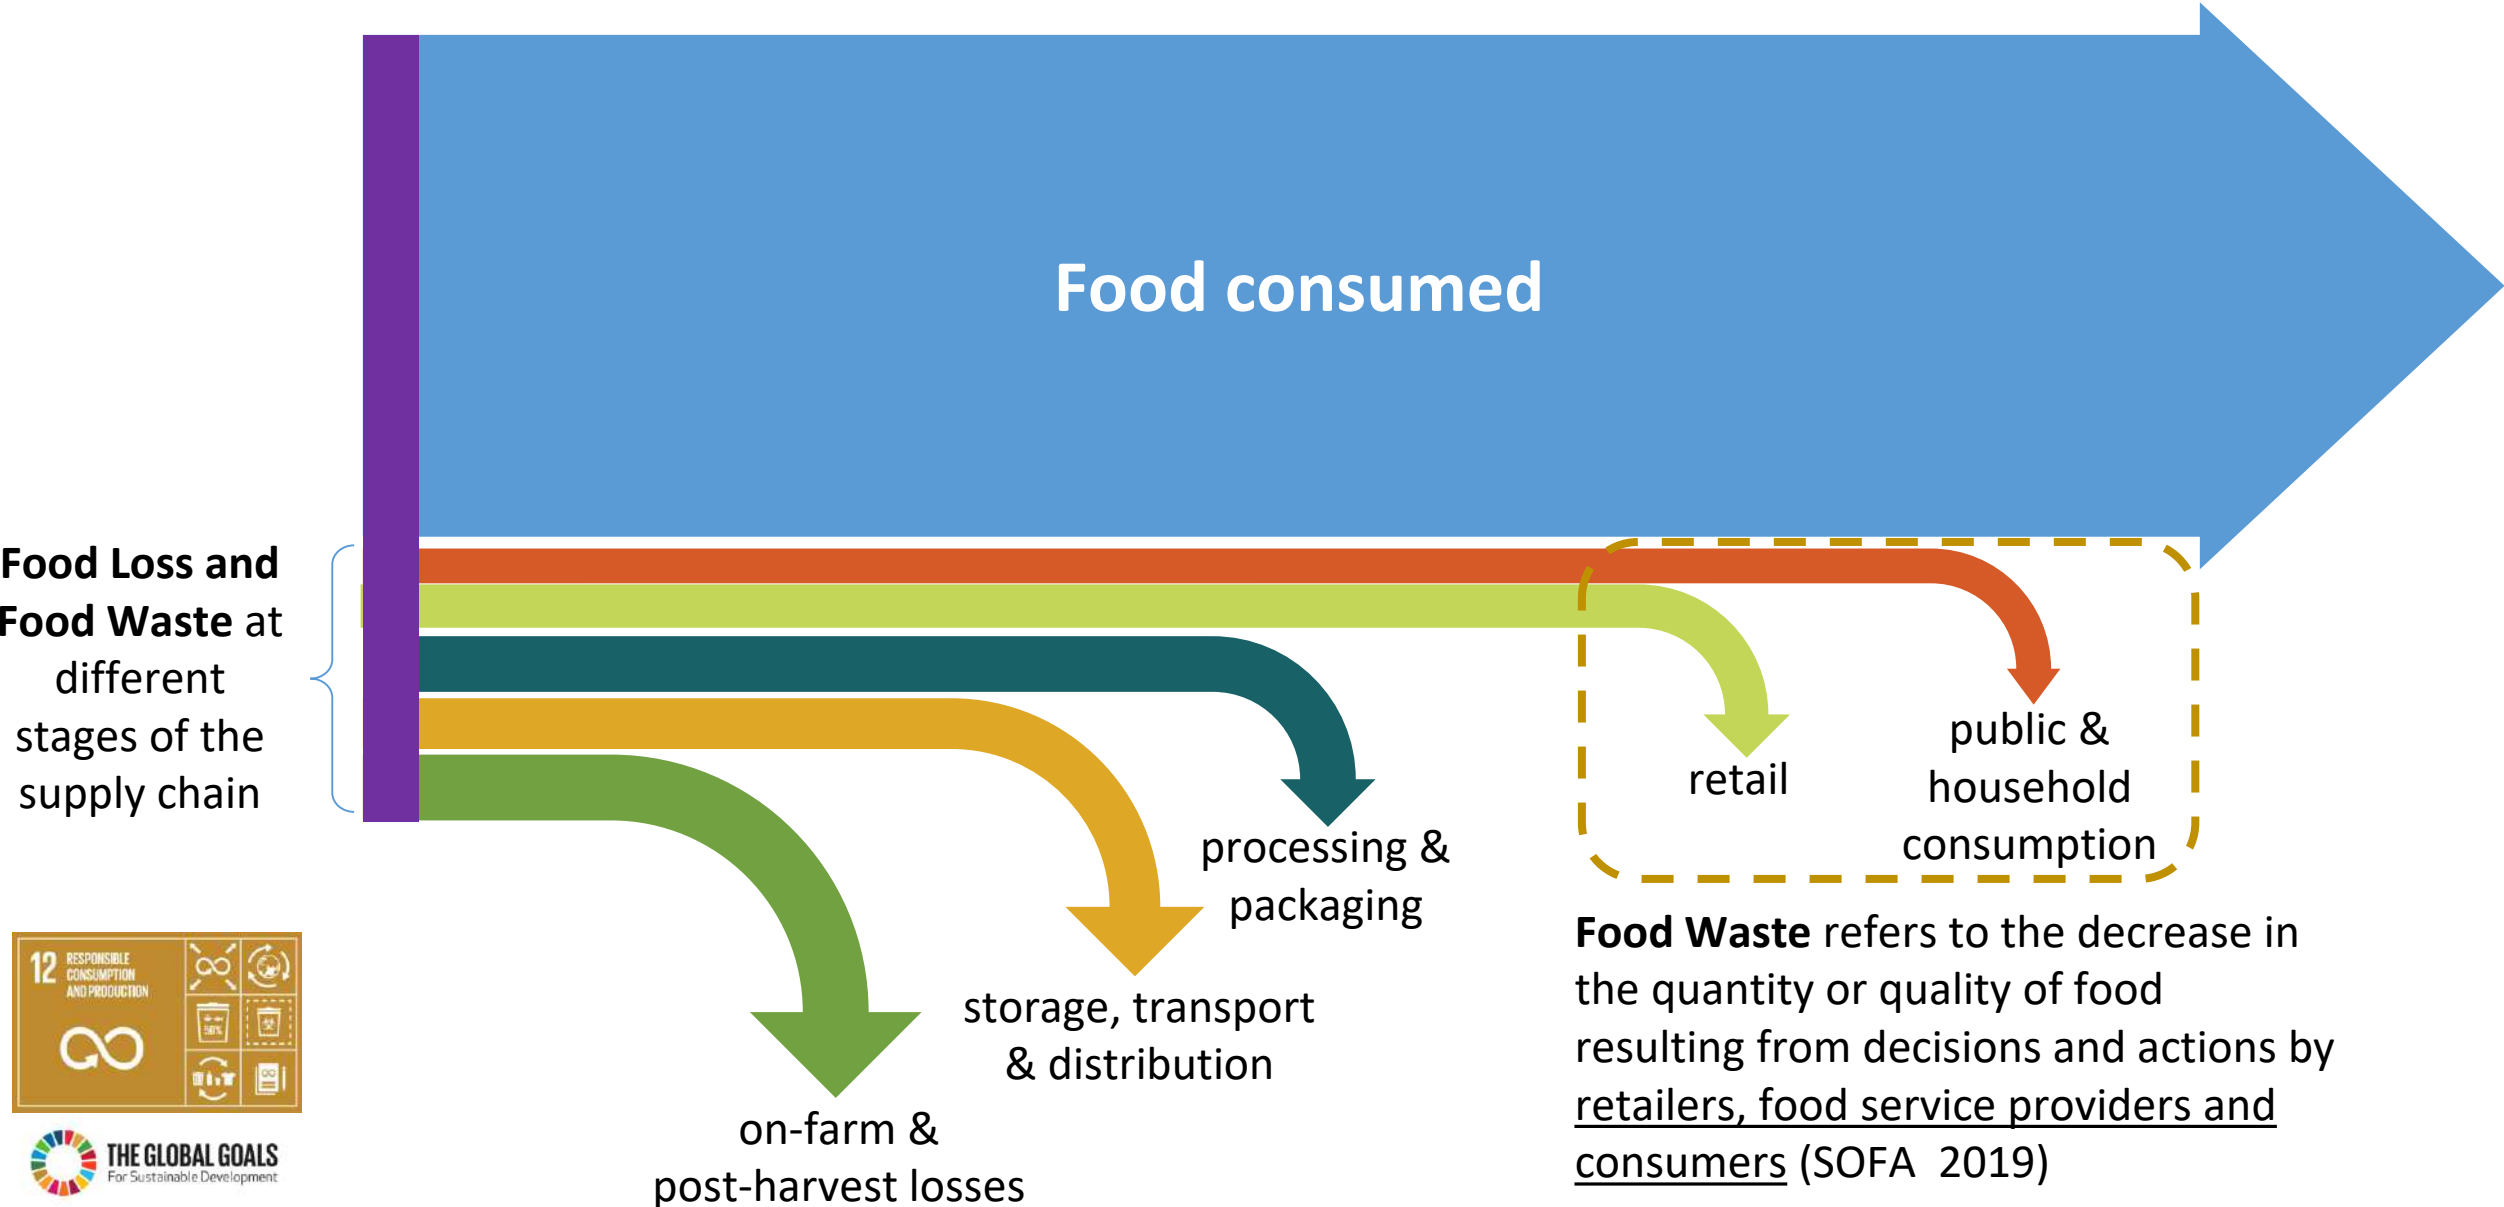 Food consumed
Food Loss and
Food Waste at
different
stages of the
supply chain
public &
household
consumption
retail
processing &
packaging
storage, transport
& distribution
on-farm &
post-harvest losses
Food Waste refers to the decrease in
the quantity or quality of food
resulting from decisions and actions by
retailers, food service providers and
consumers (SOFA 2019)
12 RESPONSIBLE
CONSUMPTION
AND PRODUCTION
50%
THE GLOBAL GOALS
For Sustainable Development